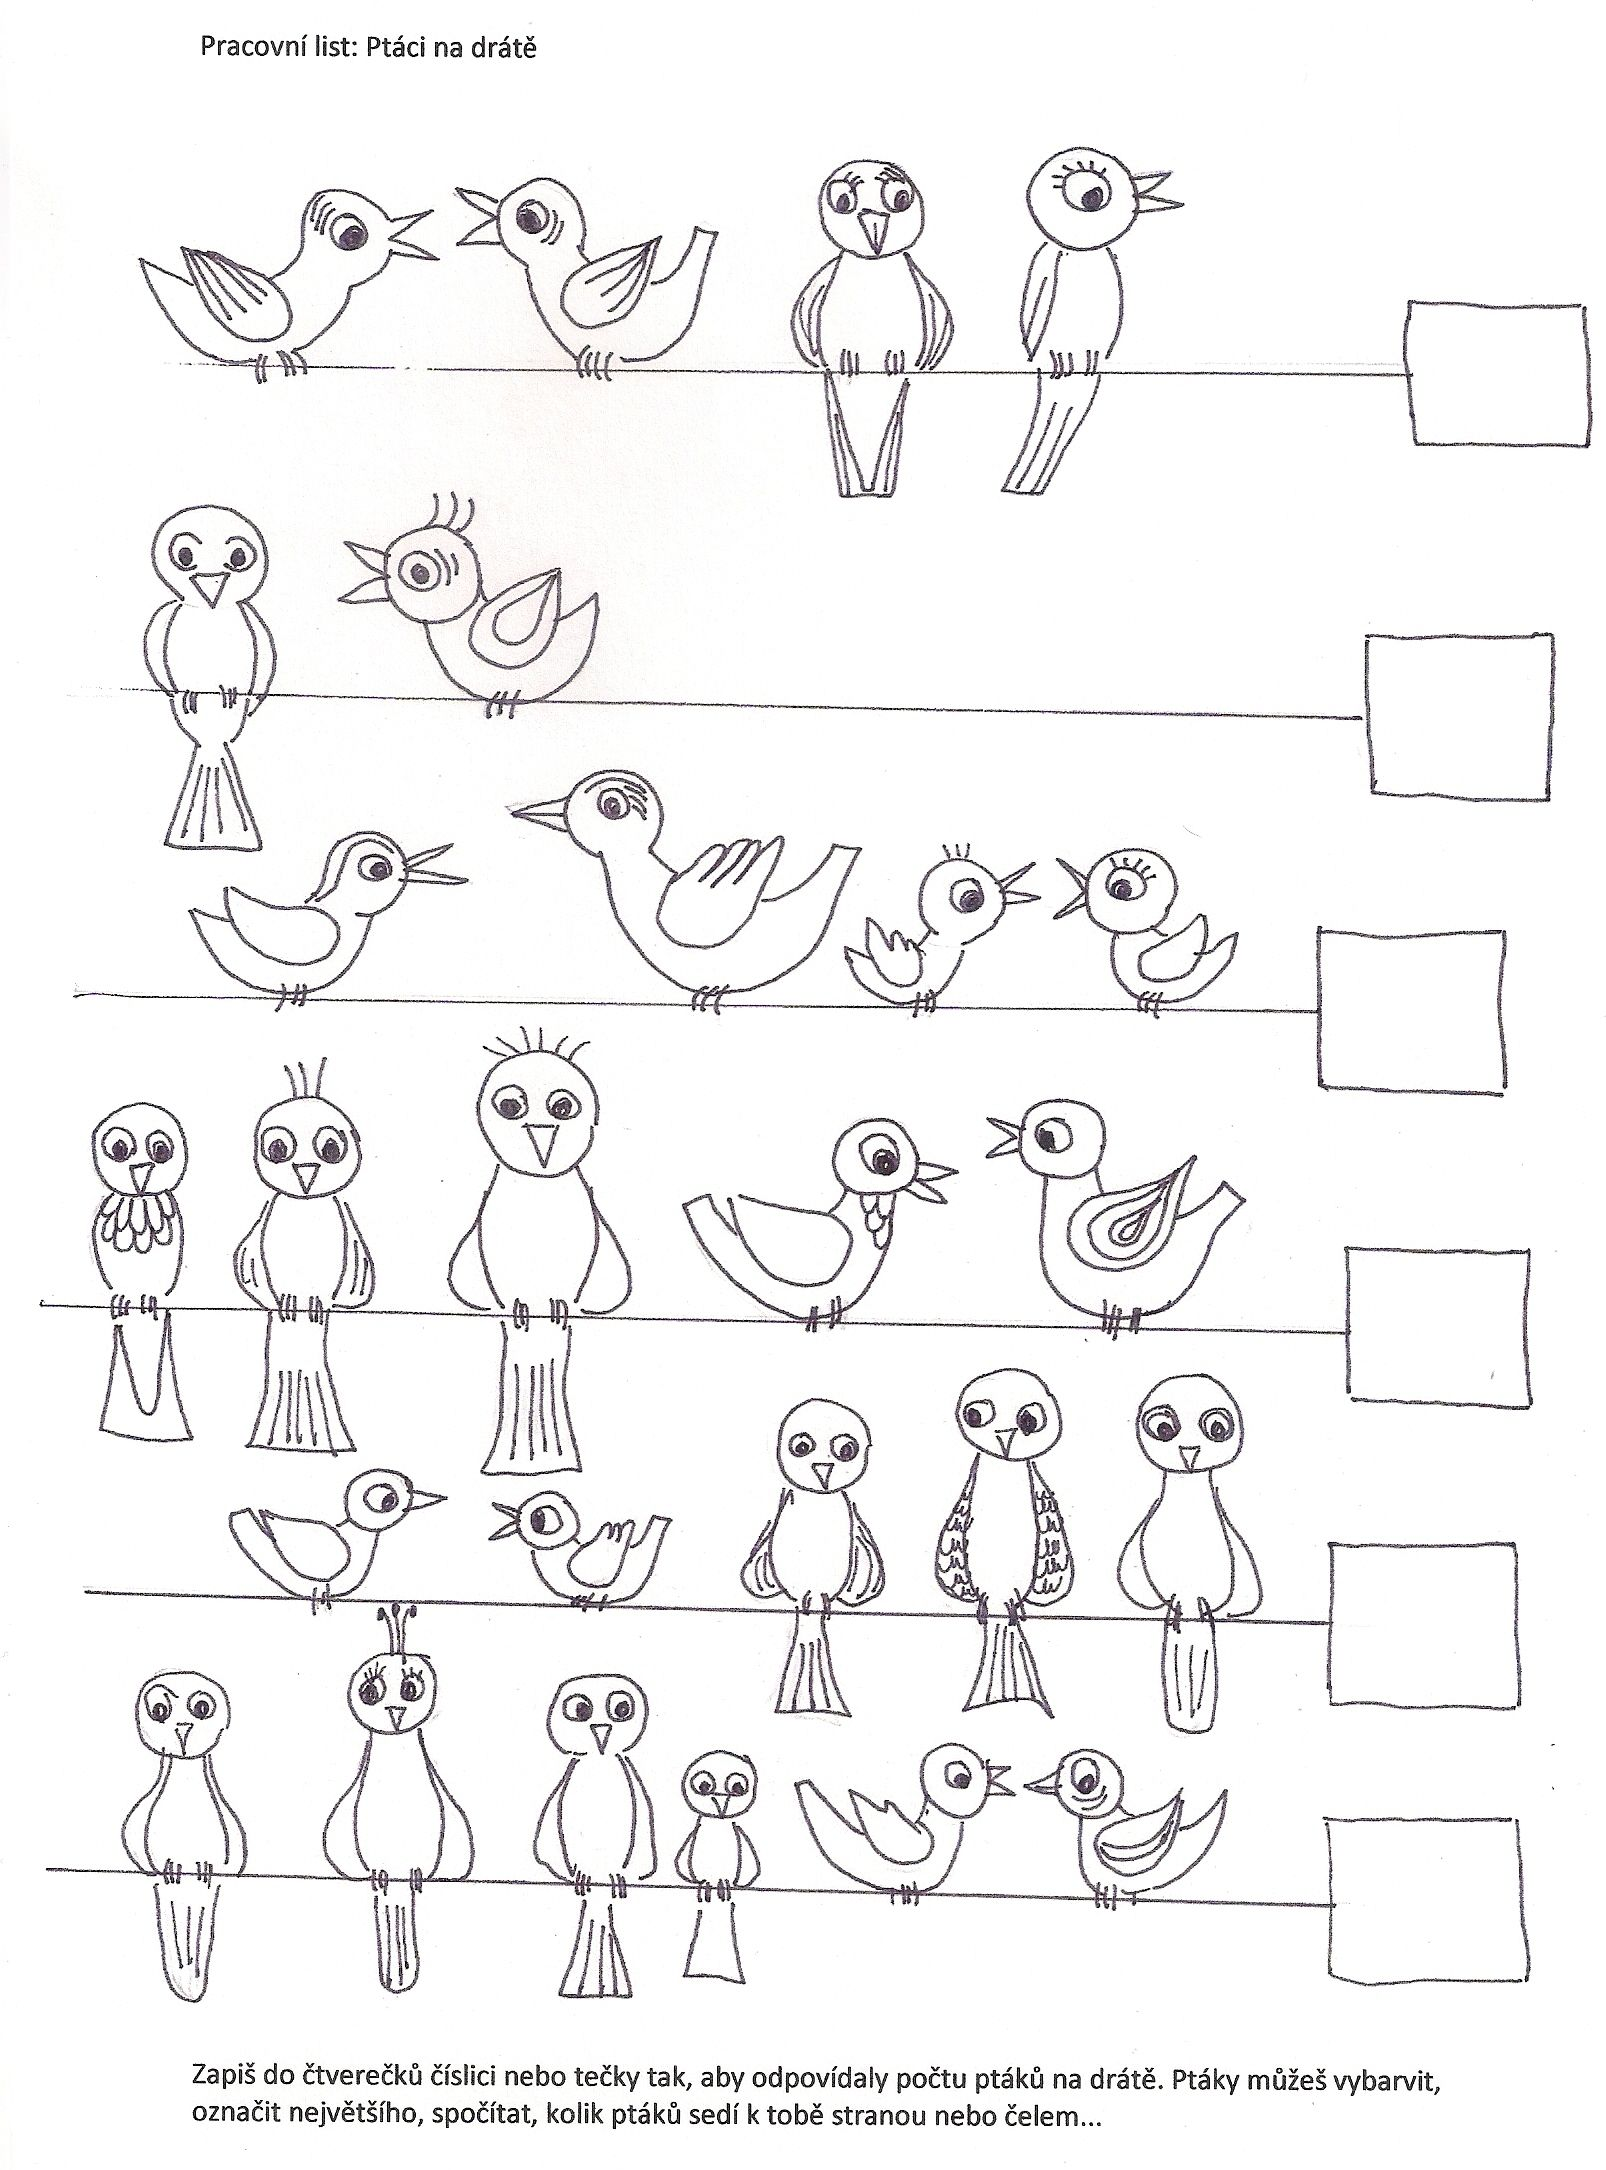 Pracovní list: Ptáci na drátě
Zapiš do čtverečků číslici nebo tečky tak, aby odpovídaly počtu ptáků na drátě. Ptáky můžeš vybarvit,
označit největšího, spočítat, kolik ptáků sedí k tobě stranou nebo čelem...